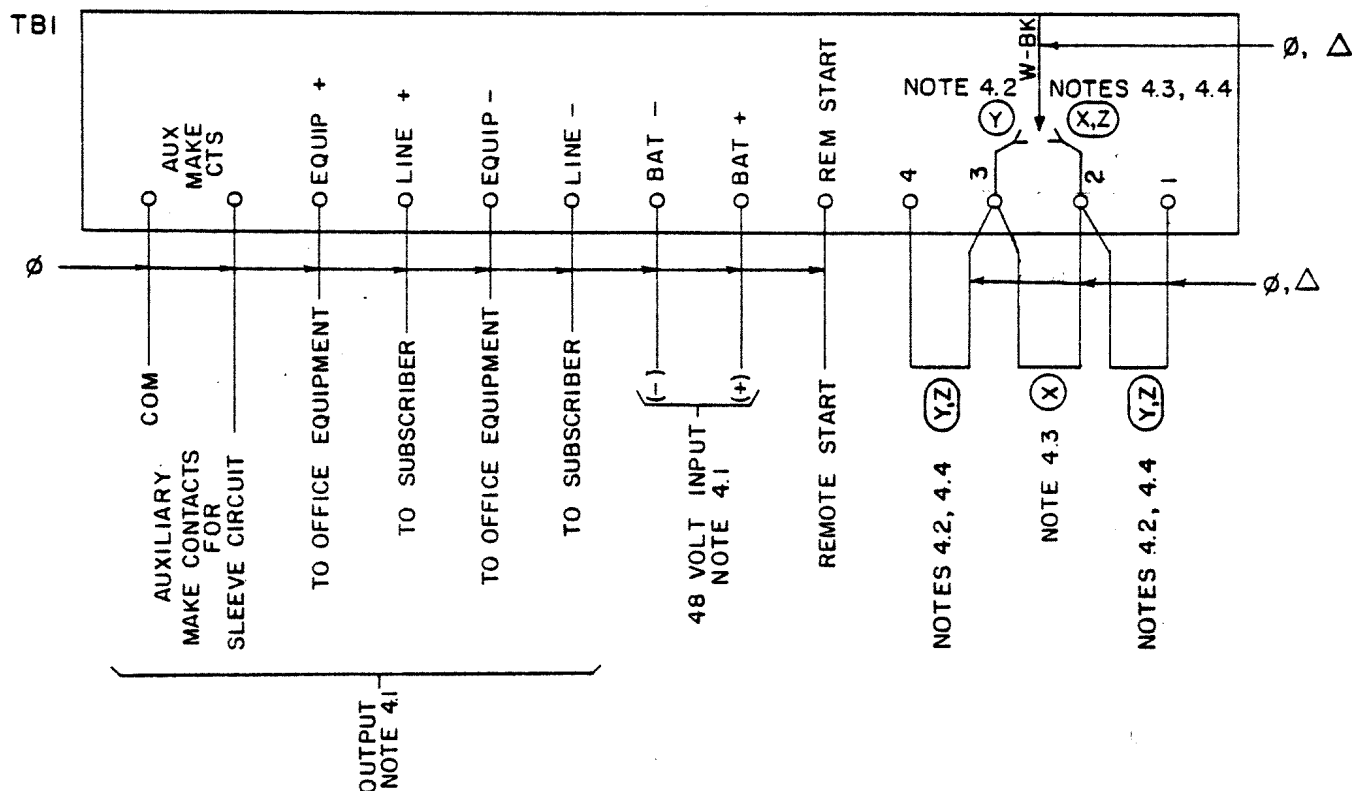 TB1
AUX
MAKE
CTS
EQUIP +
LINE +
EQUIP -
LINE -
BAT -
BAT +
REM START
4
3
2
1
NOTE 4.2
Y
W-BK
NOTES 4.3, 4.4
X,Z
Ø, △
Ø
Ø, △
COM
AUXILIARY
MAKE CONTACTS
FOR
SLEEVE CIRCUIT
TO OFFICE EQUIPMENT
TO SUBSCRIBER
TO OFFICE EQUIPMENT
TO SUBSCRIBER
(-)
(+)
48 VOLT INPUT
NOTE 4.1
REMOTE START
Y,Z
NOTES 4.2, 4.4
X
NOTE 4.3
Y,Z
NOTES 4.2, 4.4
OUTPUT
NOTE 4.1